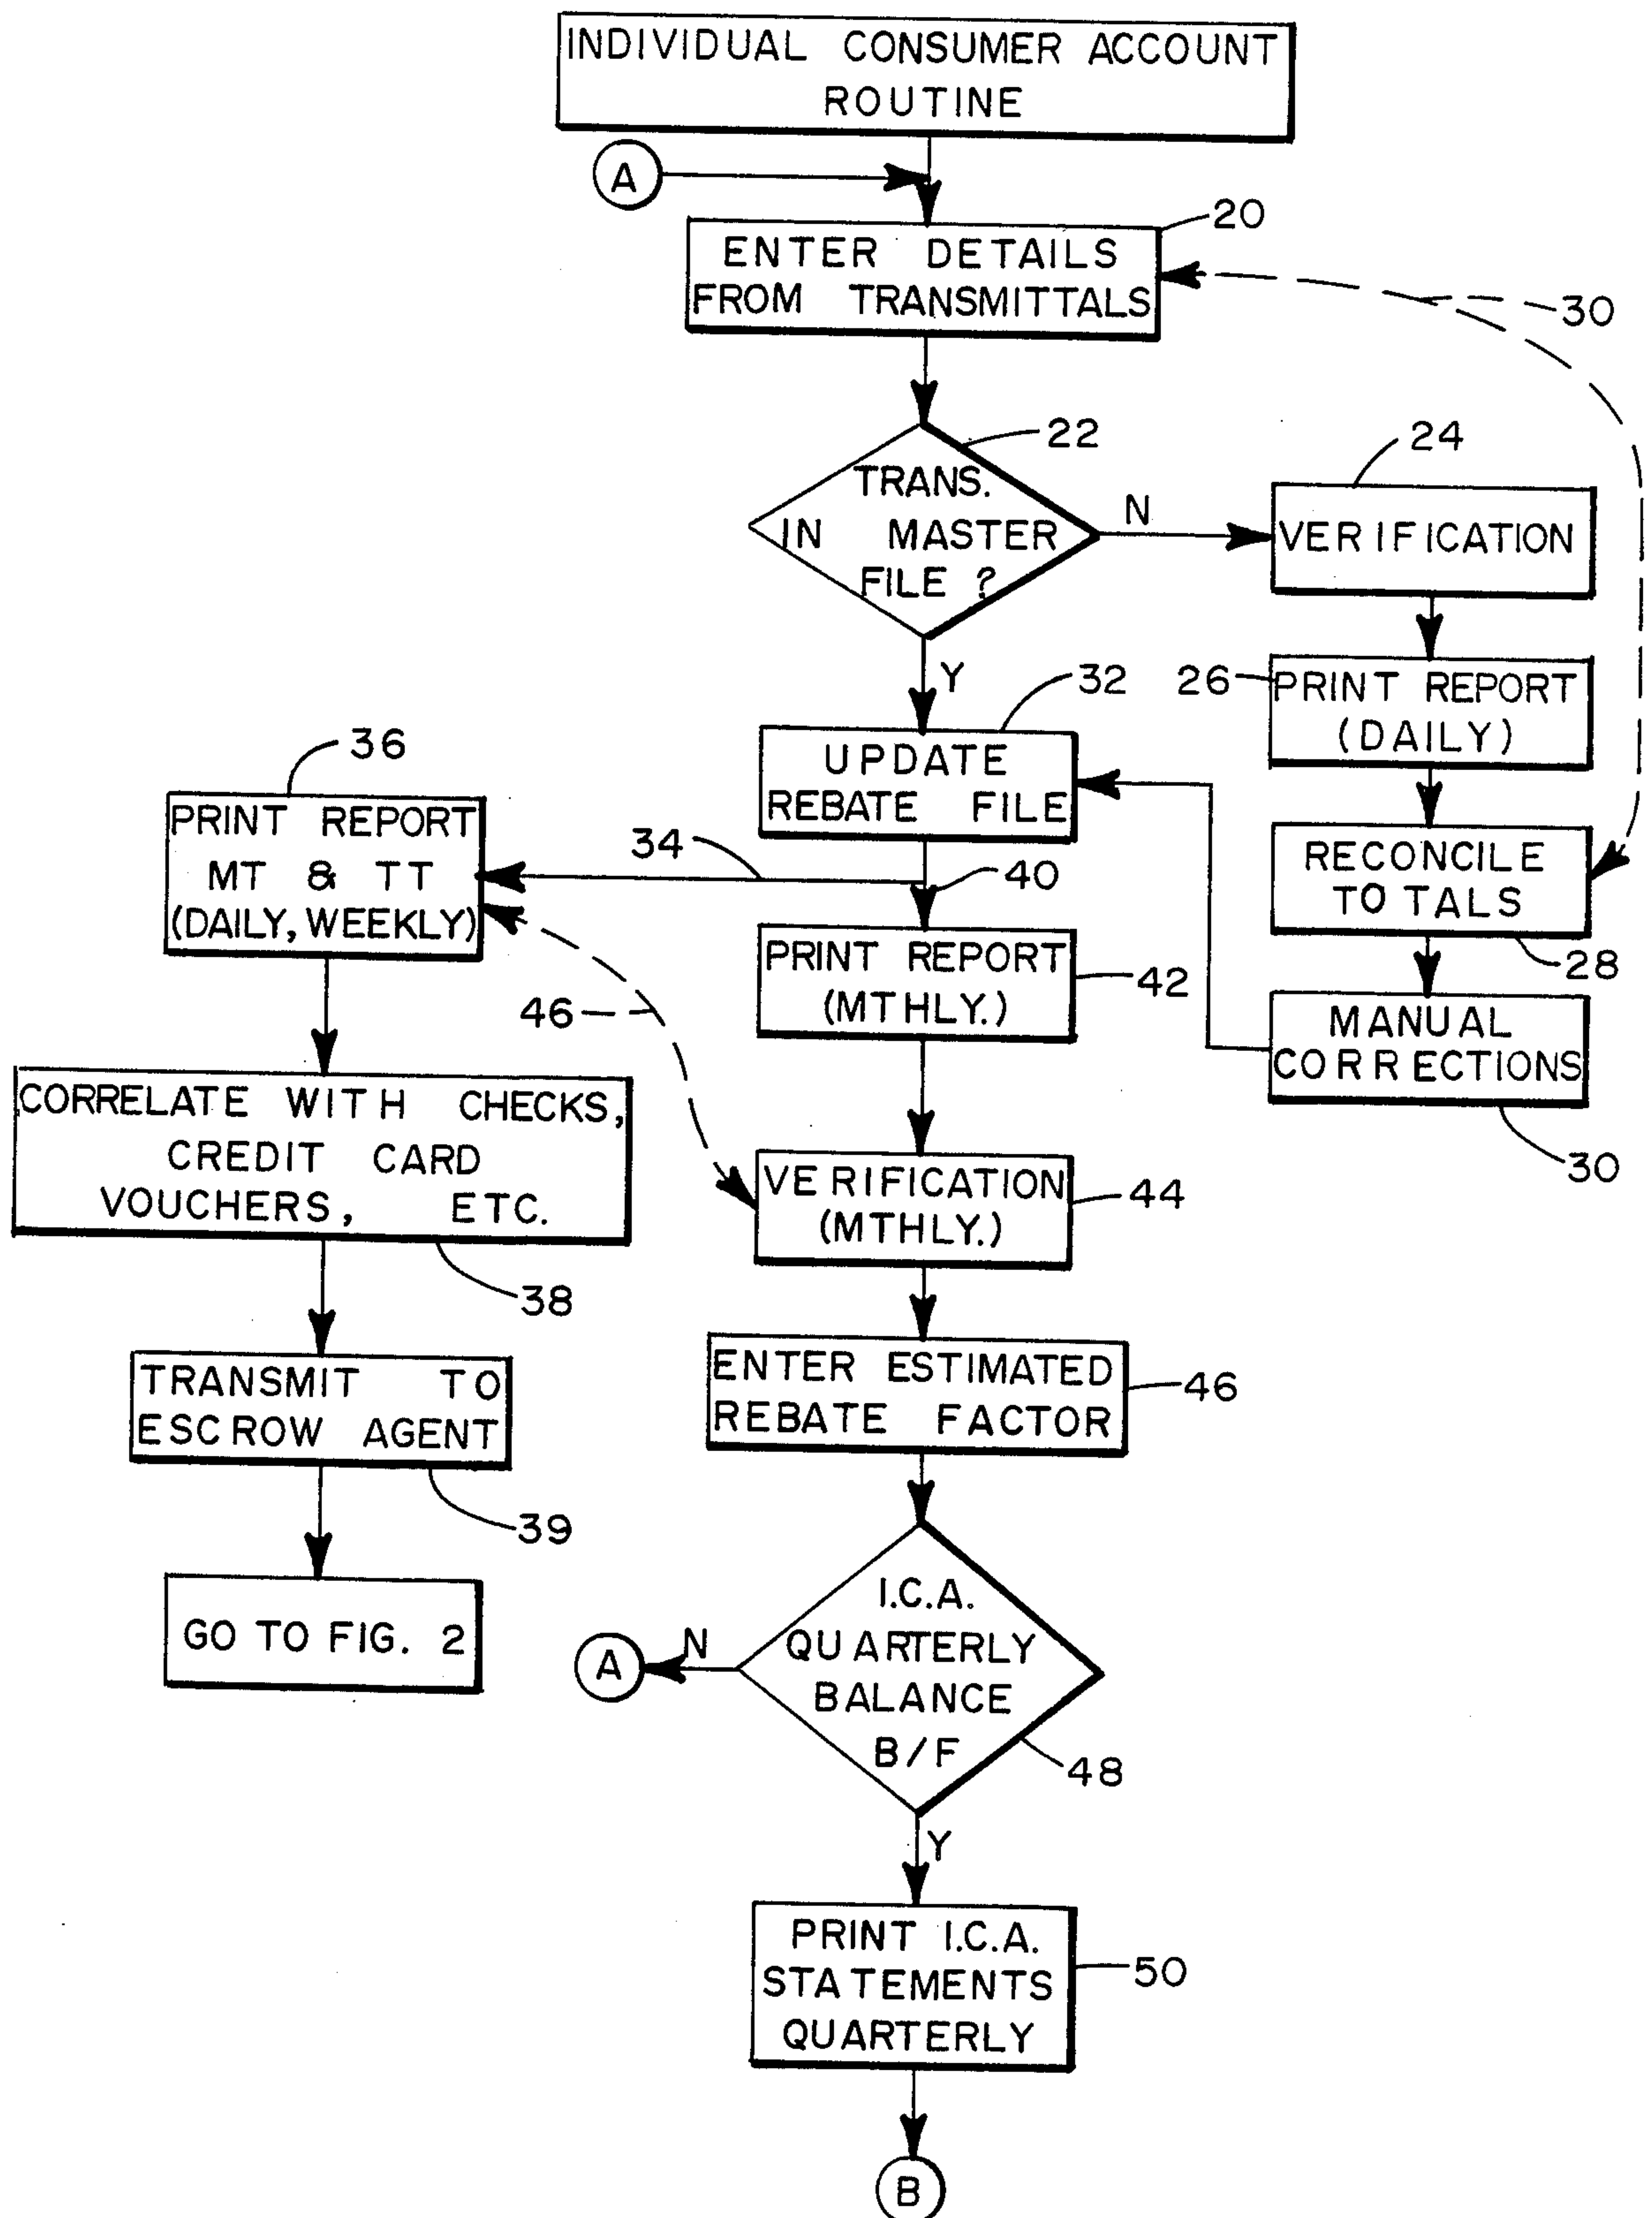 INDIVIDUAL CONSUMER ACCOUNT
ROUTINE
A
20
ENTER DETAILS
FROM TRANSMITTALS
30
22
TRANS.
IN MASTER
FILE ?
N
24
VERIFICATION
Y
32
26
PRINT REPORT
(DAILY)
UPDATE
REBATE FILE
36
PRINT REPORT
MT & TT
(DAILY, WEEKLY)
34
40
RECONCILE
TOTALS
28
PRINT REPORT
(MTHLY.)
42
46
MANUAL
CORRECTIONS
30
CORRELATE WITH CHECKS,
CREDIT CARD
VOUCHERS, ETC.
38
VERIFICATION
(MTHLY.)
44
TRANSMIT TO
ESCROW AGENT
39
ENTER ESTIMATED
REBATE FACTOR
46
GO TO FIG. 2
A
N
I.C.A.
QUARTERLY
BALANCE
B/F
48
Y
PRINT I.C.A.
STATEMENTS
QUARTERLY
50
B